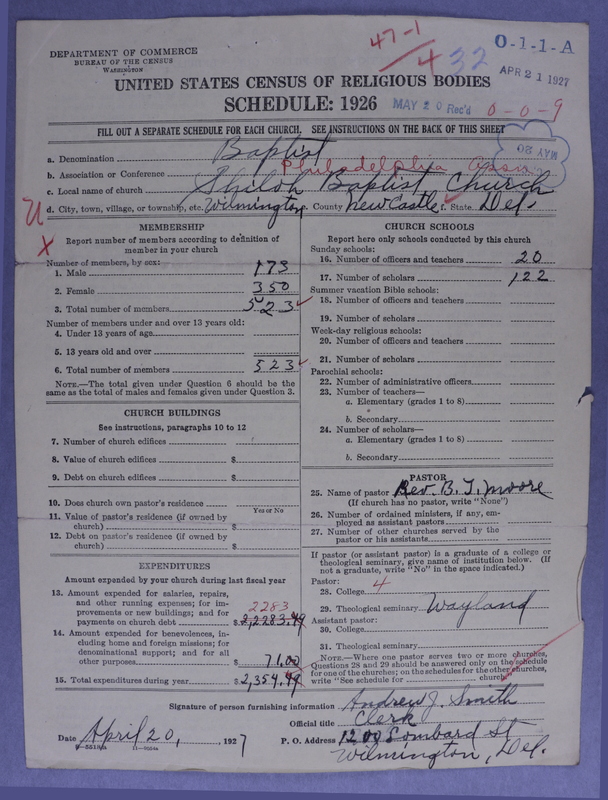 DEPARTMENT OF COMMERCE
BUREAU OF THE CENSUS
WASHINGTON
47-1
4
32
O-1-1-A
APR 21 1927
UNITED STATES CENSUS OF RELIGIOUS BODIES
SCHEDULE: 1926
MAY 20 Rec'd
0-0-9
FILL OUT A SEPARATE SCHEDULE FOR EACH CHURCH. SEE INSTRUCTIONS ON THE BACK OF THIS SHEET
MAY 20
a. Denomination Baptist
b. Association or Conference Philadelphia Assn.
c. Local name of church Shiloh Baptist Church
d. City, town, village, or township, etc. Wilmington County New Castle f. State Del.
U
X
MEMBERSHIP
Report number of members according to definition of
member in your church
Number of members, by sex:
1. Male 173
2. Female 350
3. Total number of members 523
Number of members under and over 13 years old:
4. Under 13 years of age
5. 13 years old and over
6. Total number of members 523
NOTE.—The total given under Question 6 should be the
same as the total of males and females given under Question 3.
CHURCH BUILDINGS
See instructions, paragraphs 10 to 12
7. Number of church edifices
8. Value of church edifices $
9. Debt on church edifices $
10. Does church own pastor's residence
Yes or No
11. Value of pastor's residence (if owned by
church) $
12. Debt on pastor's residence (if owned by
church) $
EXPENDITURES
Amount expended by your church during last fiscal year
13. Amount expended for salaries, repairs,
and other running expenses; for im-
provements or new buildings; and for
payments on church debt $ 2,2283.49
2283
14. Amount expended for benevolences, in-
cluding home and foreign missions; for
denominational support; and for all
other purposes $ 71.00
15. Total expenditures during year $ 2,354.49
CHURCH SCHOOLS
Report here only schools conducted by this church
Sunday schools:
16. Number of officers and teachers 20
17. Number of scholars 122
Summer vacation Bible schools:
18. Number of officers and teachers
19. Number of scholars
Week-day religious schools:
20. Number of officers and teachers
21. Number of scholars
Parochial schools:
22. Number of administrative officers
23. Number of teachers—
a. Elementary (grades 1 to 8)
b. Secondary
24. Number of scholars—
a. Elementary (grades 1 to 8)
b. Secondary
PASTOR
25. Name of pastor Rev. B. T. Moore
(If church has no pastor, write "None")
26. Number of ordained ministers, if any, em-
ployed as assistant pastors
27. Number of other churches served by the
pastor or his assistants
If pastor (or assistant pastor) is a graduate of a college or
theological seminary, give name of institution below. (If
not a graduate, write "No" in the space indicated.)
Pastor: 4
28. College
29. Theological seminary Wayland
Assistant pastor:
30. College
31. Theological seminary
NOTE.—Where one pastor serves two or more churches,
Questions 28 and 29 should be answered only on the schedule
for one of the churches; on the schedules for the other churches,
write "See schedule for church."
Signature of person furnishing information Andrew J. Smith
Official title Clerk
Date April 20, 1927 P. O. Address 1200 Lombard St
Wilmington, Del.